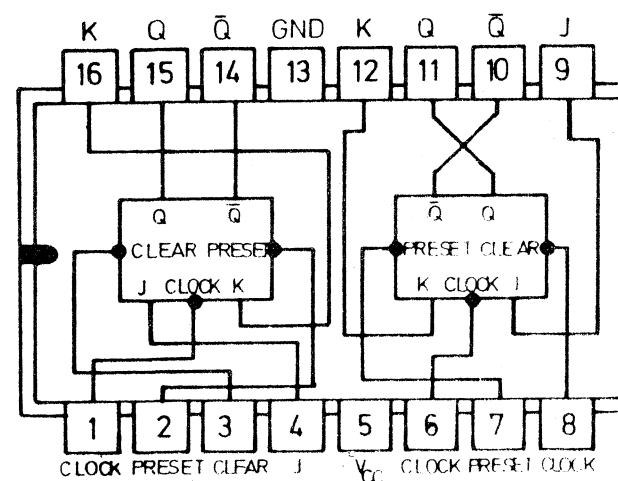 K Q Q̅ GND K Q Q̅ J
16 15 14 13 12 11 10 9
Q Q̅ Q̅ Q
CLEAR PRESET PRESET CLEAR
J CLOCK K K CLOCK J
1 2 3 4 5 6 7 8
CLOCK PRESET CLEAR J VCC CLOCK PRESET CLOCK